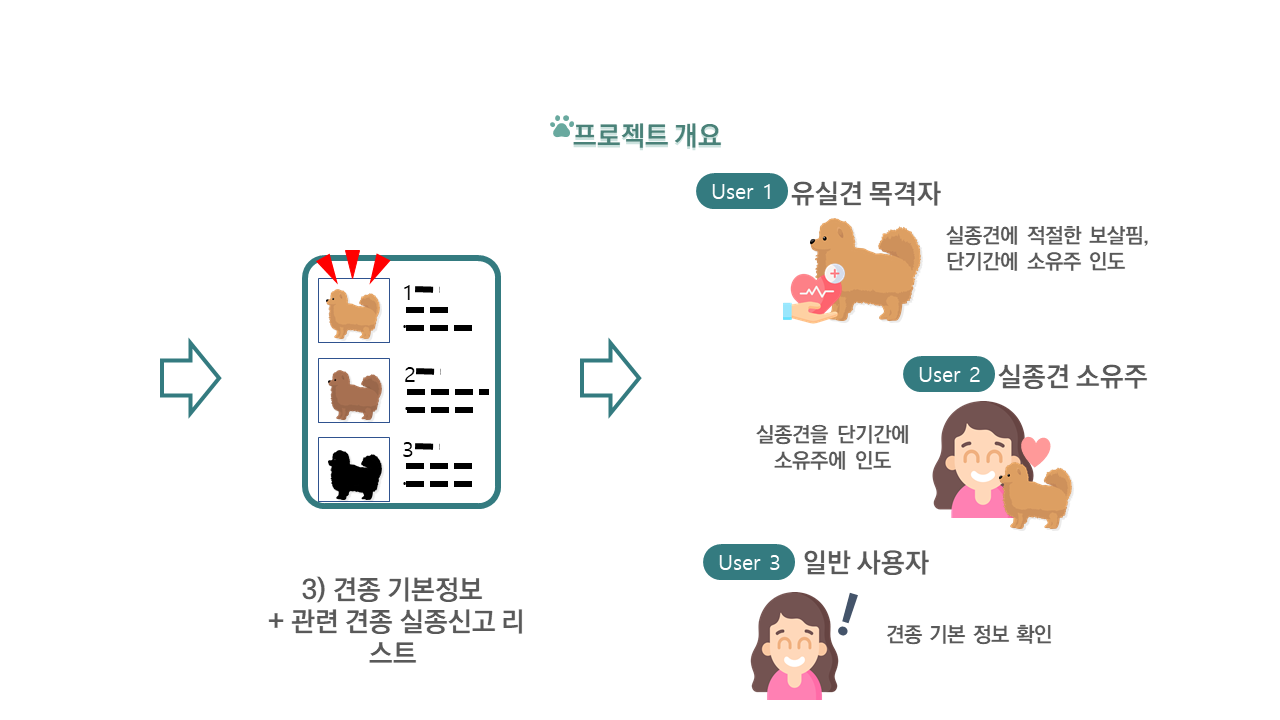 프로젝트 개요
1
2
3
3) 견종 기본정보
+ 관련 견종 실종신고 리
스트
User 1 유실견 목격자
실종견에 적절한 보살핌,
단기간에 소유주 인도
User 2 실종견 소유주
실종견을 단기간에
소유주에 인도
User 3 일반 사용자
!
견종 기본 정보 확인